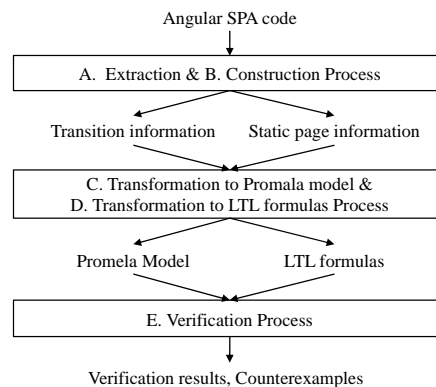 Angular SPA code
A. Extraction & B. Construction Process
Transition information Static page information
C. Transformation to Promala model &
D. Transformation to LTL formulas Process
Promela Model LTL formulas
E. Verification Process
Verification results, Counterexamples